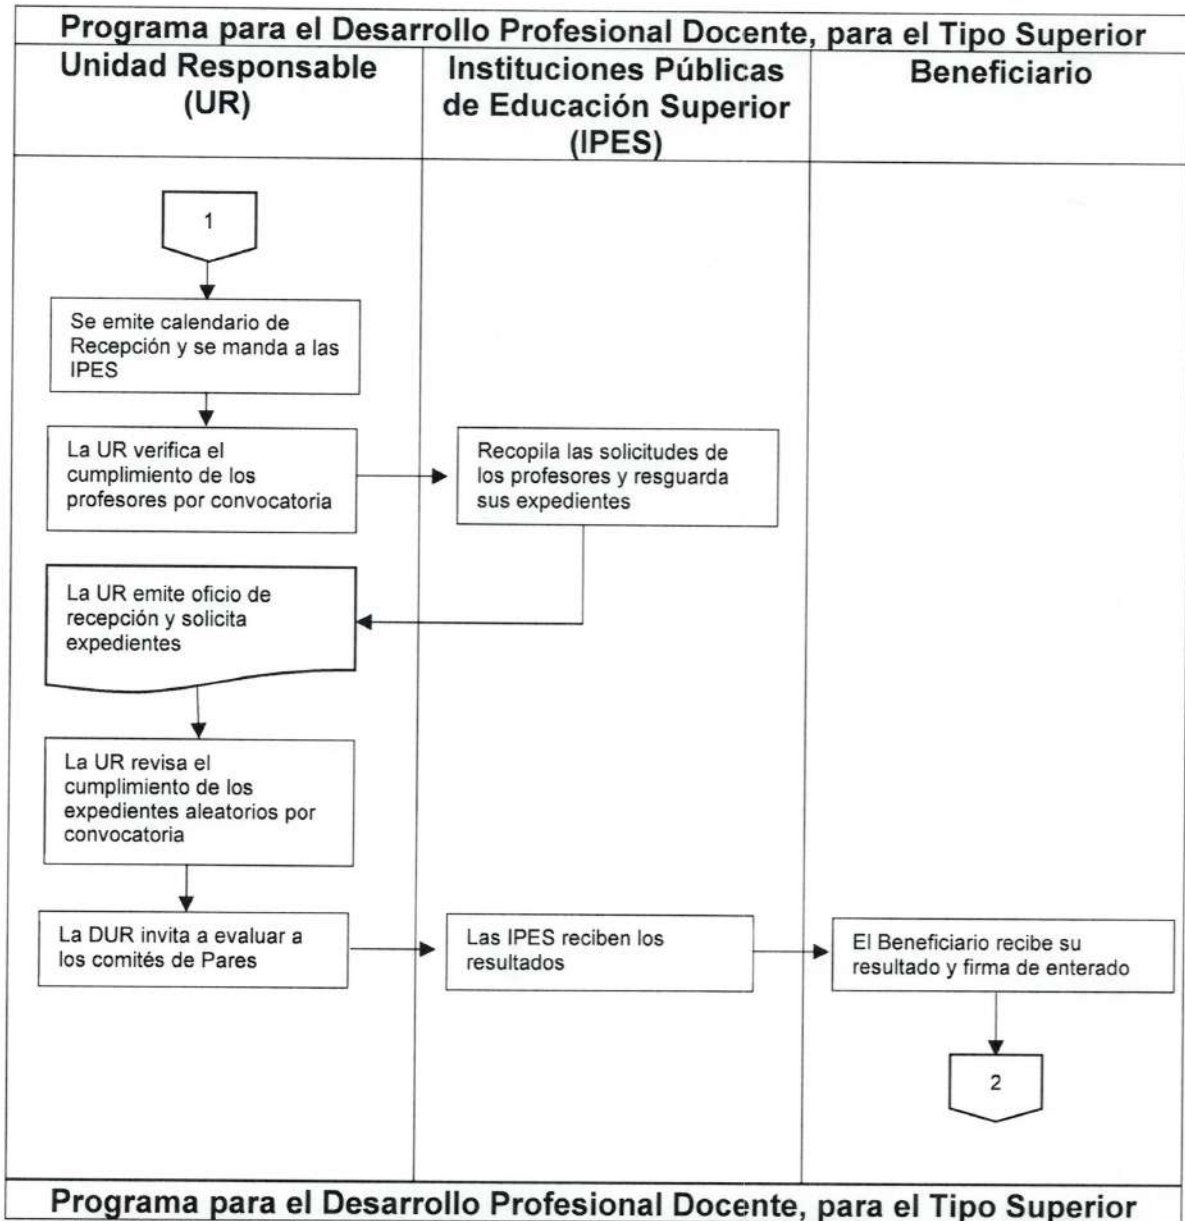 Programa para el Desarrollo Profesional Docente, para el Tipo Superior
Unidad Responsable
(UR)
Instituciones Públicas
de Educación Superior
(IPES)
Beneficiario
1
Se emite calendario de
Recepción y se manda a las
IPES
La UR verifica el
cumplimiento de los
profesores por convocatoria
Recopila las solicitudes de
los profesores y resguarda
sus expedientes
La UR emite oficio de
recepción y solicita
expedientes
La UR revisa el
cumplimiento de los
expedientes aleatorios por
convocatoria
La DUR invita a evaluar a
los comités de Pares
Las IPES reciben los
resultados
El Beneficiario recibe su
resultado y firma de enterado
2
Programa para el Desarrollo Profesional Docente, para el Tipo Superior